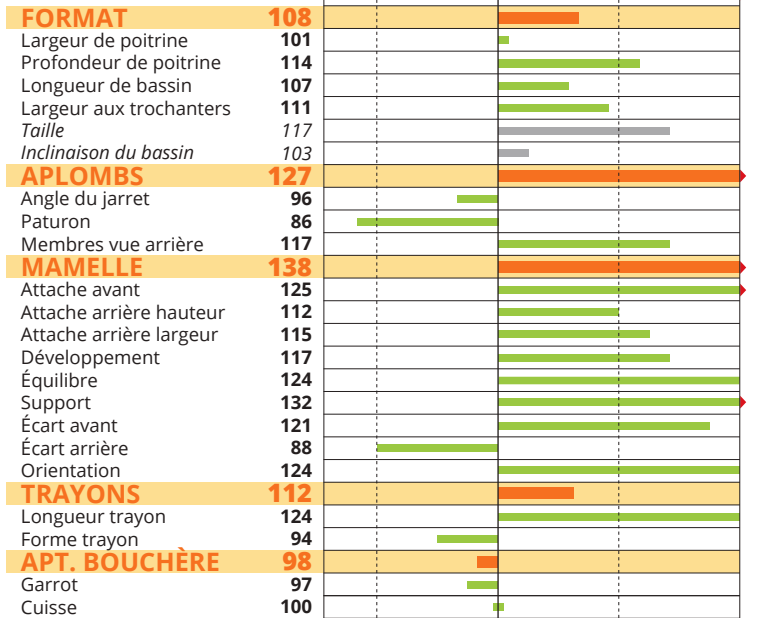 FORMAT 108
Largeur de poitrine 101
Profondeur de poitrine 114
Longueur de bassin 107
Largeur aux trochanters 111
Taille 117
Inclinaison du bassin 103
APLOMBS 127
Angle du jarret 96
Paturon 86
Membres vue arrière 117
MAMELLE 138
Attache avant 125
Attache arrière hauteur 112
Attache arrière largeur 115
Développement 117
Équilibre 124
Support 132
Écart avant 121
Écart arrière 88
Orientation 124
TRAYONS 112
Longueur trayon 124
Forme trayon 94
APT. BOUCHÈRE 98
Garrot 97
Cuisse 100